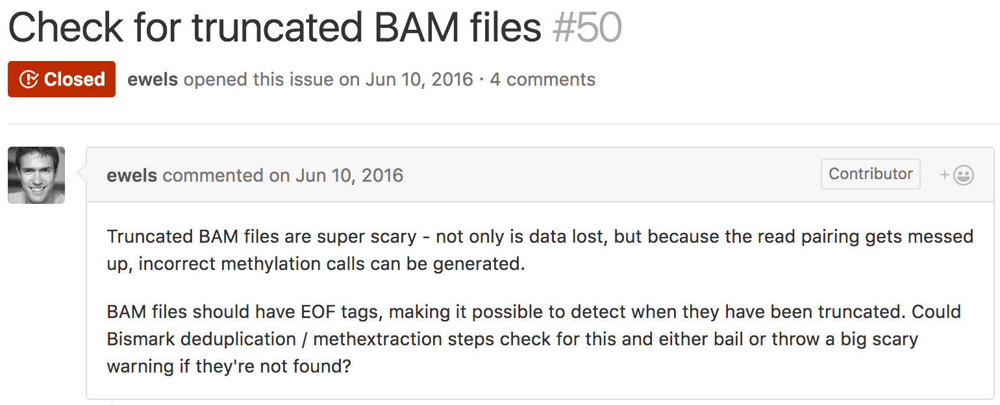 Check for truncated BAM files #50
Closed ewels opened this issue on Jun 10, 2016 · 4 comments
ewels commented on Jun 10, 2016 Contributor +
Truncated BAM files are super scary - not only is data lost, but because the read pairing gets messed
up, incorrect methylation calls can be generated.
BAM files should have EOF tags, making it possible to detect when they have been truncated. Could
Bismark deduplication / methextraction steps check for this and either bail or throw a big scary
warning if they're not found?